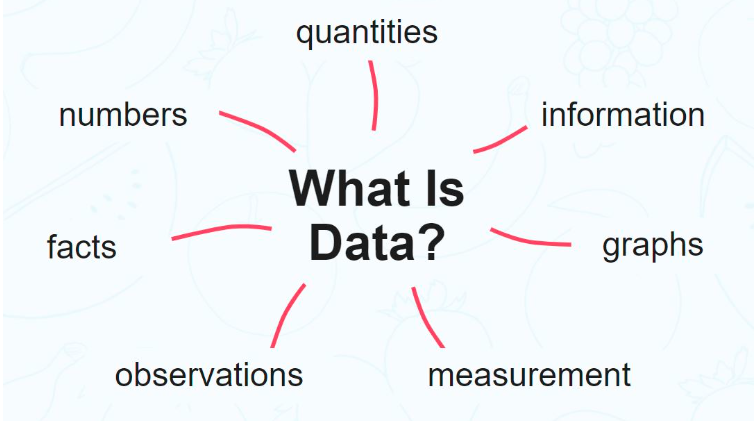 quantities
numbers
information
What Is
Data?
facts
graphs
observations
measurement